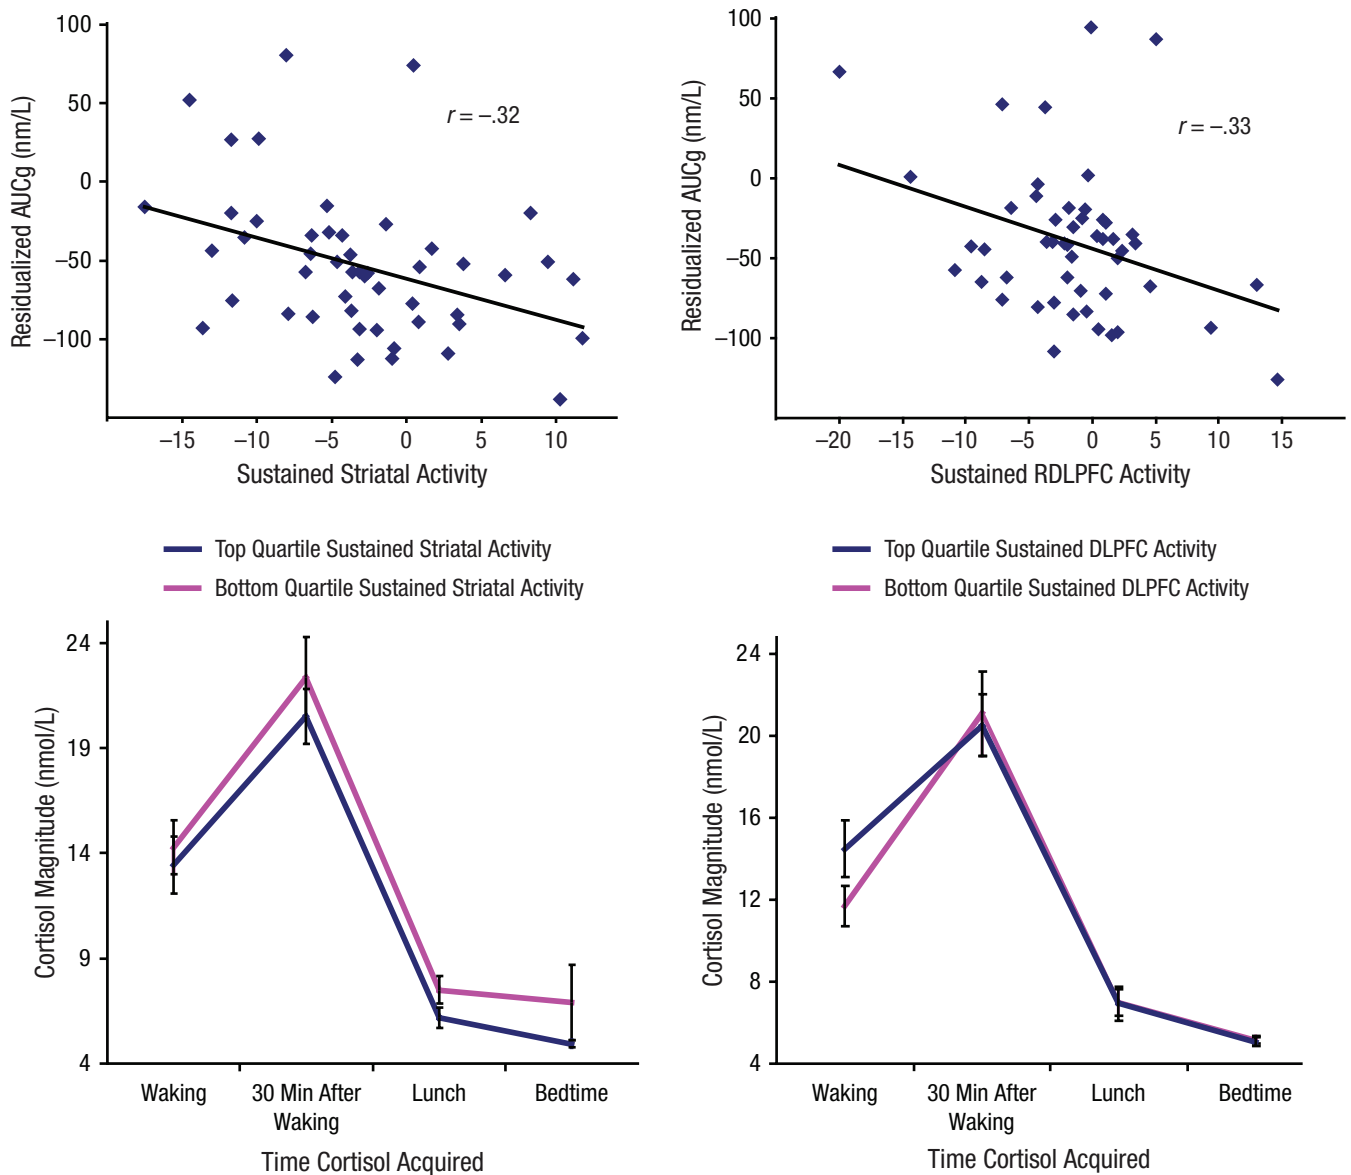 100
50
0
−50
−100
Residualized AUCg (nm/L)
r = −.32
−15
−10
−5
0
5
10
Sustained Striatal Activity
100
50
0
−50
−100
Residualized AUCg (nm/L)
r = −.33
−20
−15
−10
−5
0
5
10
15
Sustained RDLPFC Activity
Top Quartile Sustained Striatal Activity
Bottom Quartile Sustained Striatal Activity
24
19
14
9
4
Cortisol Magnitude (nmol/L)
Waking
30 Min After
Waking
Lunch
Bedtime
Time Cortisol Acquired
Top Quartile Sustained DLPFC Activity
Bottom Quartile Sustained DLPFC Activity
24
20
16
12
8
4
Cortisol Magnitude (nmol/L)
Waking
30 Min After
Waking
Lunch
Bedtime
Time Cortisol Acquired